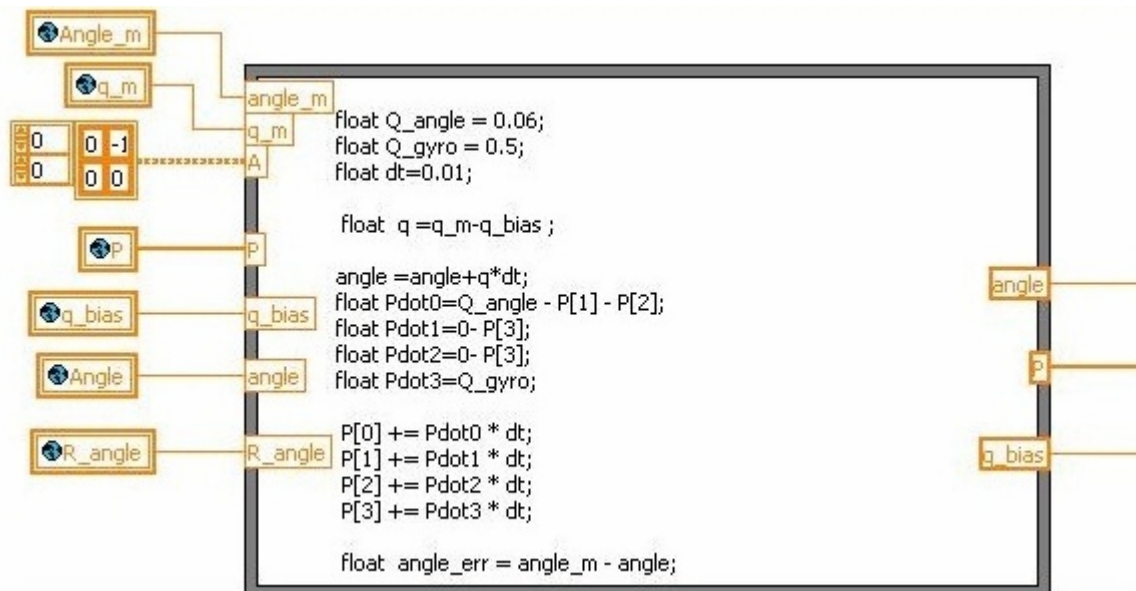 Angle_m
q_m
0
0
0 -1
0 0
P
q_bias
Angle
R_angle
angle_m
q_m
A
P
q_bias
angle
R_angle
float Q_angle = 0.06;
float Q_gyro = 0.5;
float dt=0.01;
float q =q_m-q_bias ;
angle =angle+q*dt;
float Pdot0=Q_angle - P[1] - P[2];
float Pdot1=0- P[3];
float Pdot2=0- P[3];
float Pdot3=Q_gyro;
P[0] += Pdot0 * dt;
P[1] += Pdot1 * dt;
P[2] += Pdot2 * dt;
P[3] += Pdot3 * dt;
float angle_err = angle_m - angle;
angle
P
q_bias